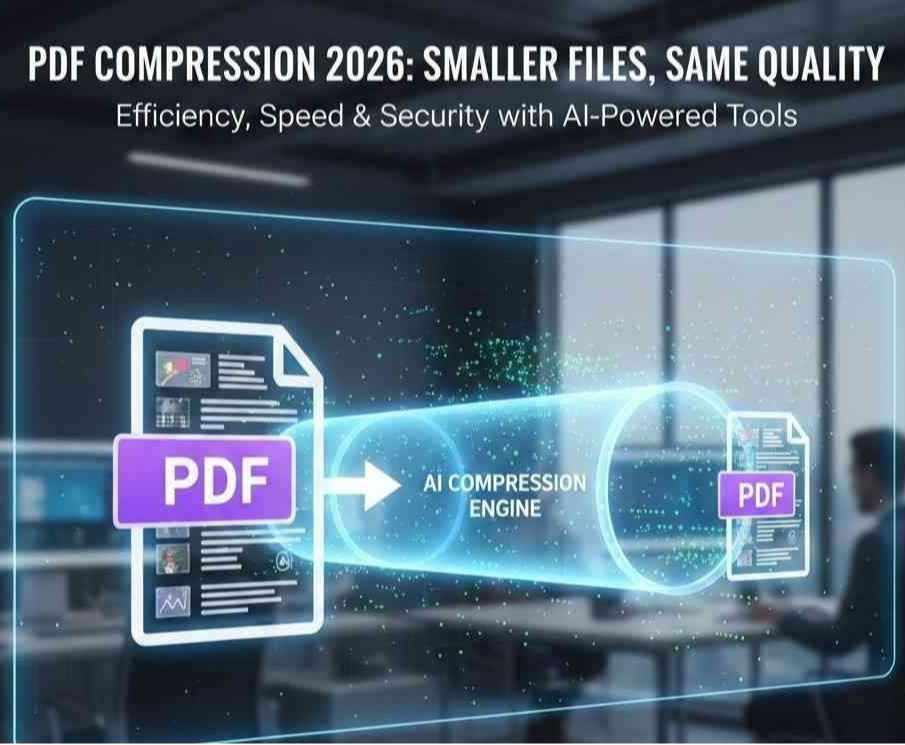 PDF COMPRESSION 2026: SMALLER FILES, SAME QUALITY
Efficiency, Speed & Security with AI-Powered Tools
PDF
AI COMPRESSION
ENGINE
PDF